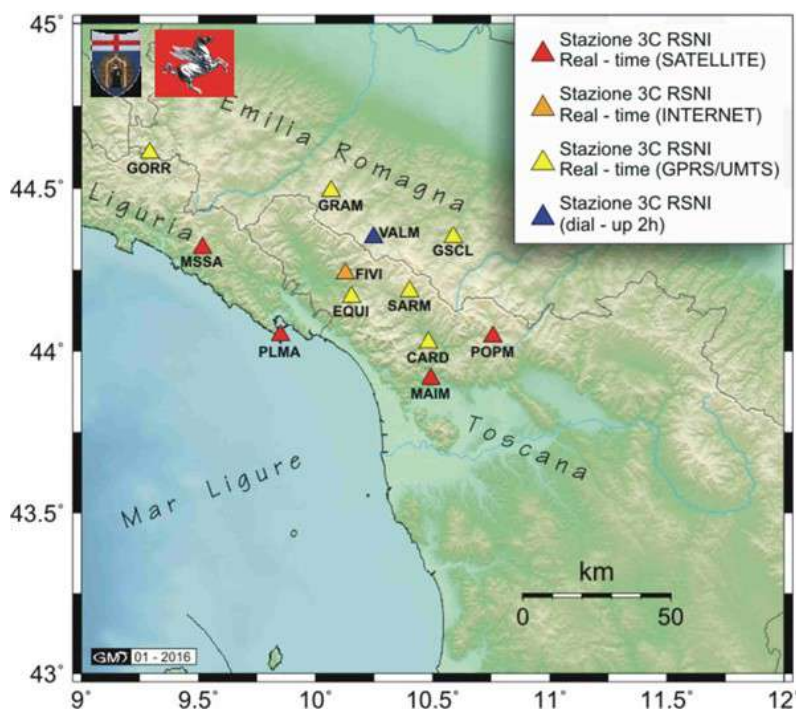 45°
Stazione 3C RSNI
Real - time (SATELLITE)
Stazione 3C RSNI
Real - time (INTERNET)
Stazione 3C RSNI
Real - time (GPRS/UMTS)
Stazione 3C RSNI
(dial - up 2h)
Emilia Romagna
GORR
44.5°
GRAM
Liguria
VALM
GSCL
MSSA
FIVI
EQUI
SARM
44°
PLMA
CARD
POPM
MAIM
Toscana
Mar Ligure
43.5°
km
0 50
GMD 01 - 2016
43°
9° 9.5° 10° 10.5° 11° 11.5° 12°